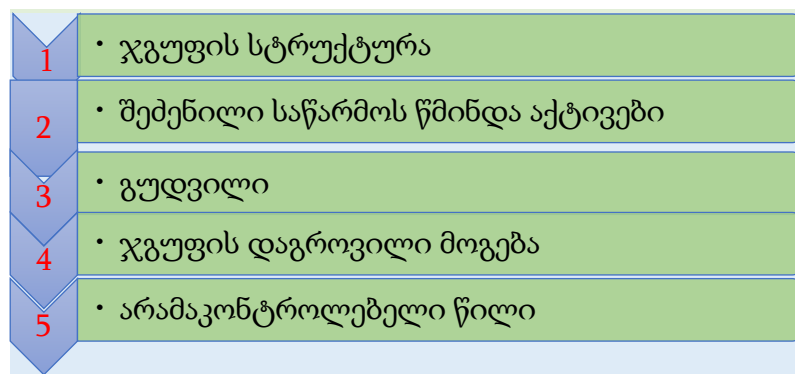 1 • ჯგუფის სტრუქტურა
2 • შეძენილი საწარმოს წმინდა აქტივები
3 • გუდვილი
4 • ჯგუფის დაგროვილი მოგება
5 • არამაკონტროლებელი წილი